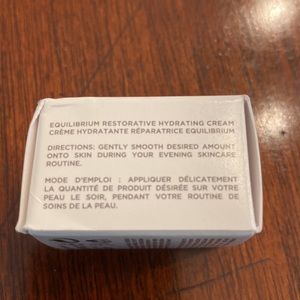 EQUILIBRIUM RESTORATIVE HYDRATING CREAM
CRÈME HYDRATANTE RÉPARATRICE EQUILIBRIUM
DIRECTIONS: GENTLY SMOOTH DESIRED AMOUNT
ONTO SKIN DURING YOUR EVENING SKINCARE
ROUTINE.
MODE D'EMPLOI : APPLIQUER DÉLICATEMENT
LA QUANTITÉ DE PRODUIT DÉSIRÉE SUR VOTRE
PEAU LE SOIR, PENDANT VOTRE ROUTINE DE
SOINS DE LA PEAU.